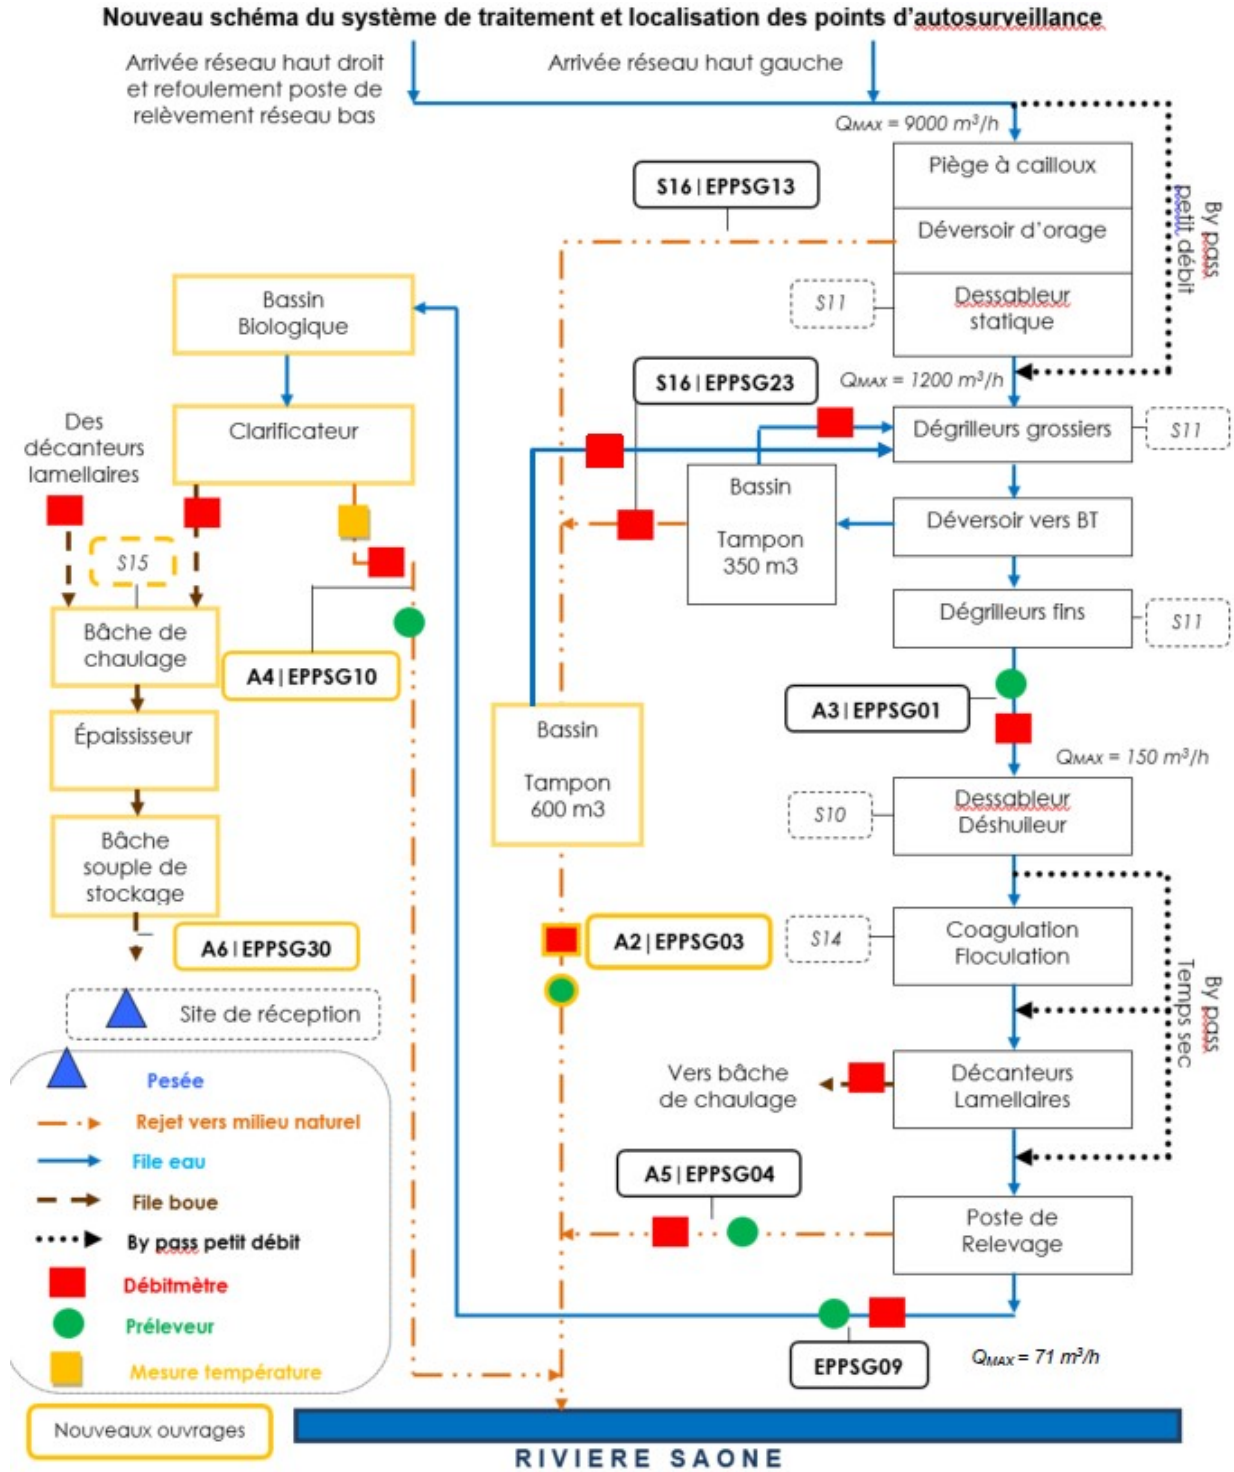 Nouveau schéma du système de traitement et localisation des points d'autosurveillance
Arrivée réseau haut droit
et refoulement poste de
relèvement réseau bas
Arrivée réseau haut gauche
QMAX = 9000 m³/h
Piège à cailloux
S16|EPPSG13
Déversoir d'orage
By pass
petit débit
S11
Dessableur
statique
Bassin
Biologique
S16|EPPSG23
QMAX = 1200 m³/h
Des
décanteurs
lamellaires
Clarificateur
Dégrilleurs grossiers
S11
Bassin
Tampon
350 m3
Déversoir vers BT
S15
Dégrilleurs fins
S11
Bâche de
chaulage
A4|EPPSG10
A3|EPPSG01
Épaississeur
Bassin
Tampon
600 m3
QMAX = 150 m³/h
S10
Dessableur
Déshuileur
Bâche
souple de
stockage
A6|EPPSG30
A2|EPPSG03
S14
Coagulation
Floculation
By pass
Temps sec
Site de réception
Vers bâche
de chaulage
Décanteurs
Lamellaires
Pesée
Rejet vers milieu naturel
File eau
File boue
By pass petit débit
Débitmètre
Préleveur
Mesure température
Nouveaux ouvrages
A5|EPPSG04
Poste de
Relevage
EPPSG09
QMAX = 71 m³/h
RIVIERE SAONE